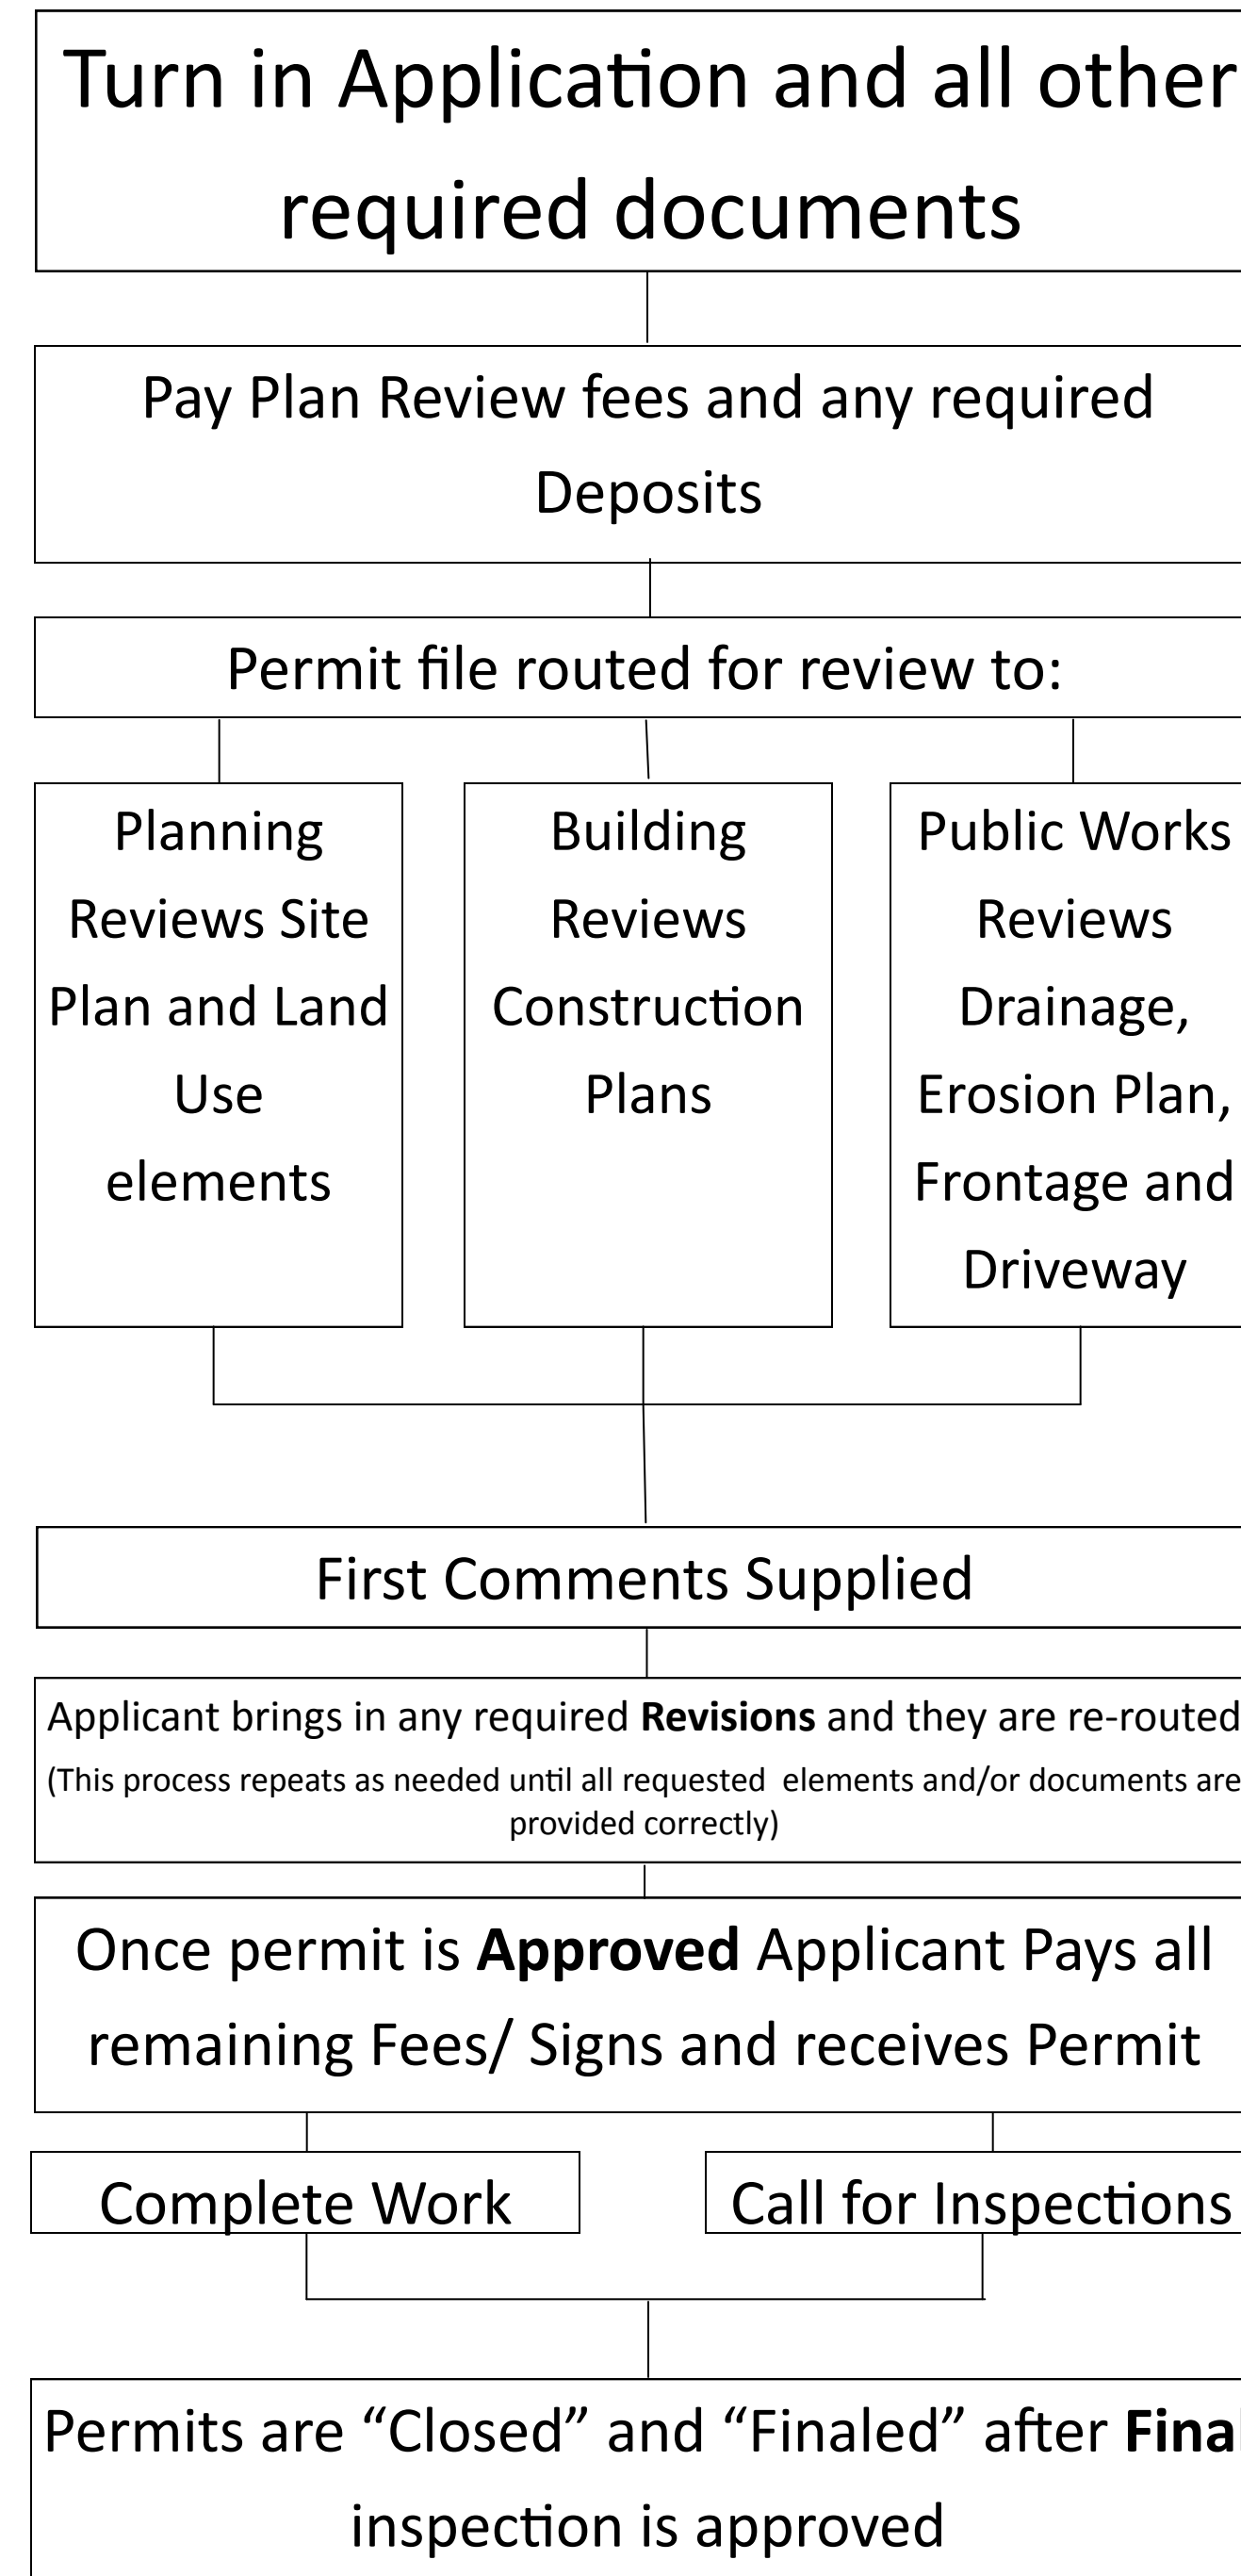 Turn in Application and all other
required documents
Pay Plan Review fees and any required
Deposits
Permit file routed for review to:
Planning
Reviews Site
Plan and Land
Use
elements
Building
Reviews
Construction
Plans
Public Works
Reviews
Drainage,
Erosion Plan,
Frontage and
Driveway
First Comments Supplied
Applicant brings in any required Revisions and they are re-routed
(This process repeats as needed until all requested  elements and/or documents are
provided correctly)
Once permit is Approved Applicant Pays all
remaining Fees/ Signs and receives Permit
Complete Work
Call for Inspections
Permits are “Closed” and “Finaled” after Final
inspection is approved